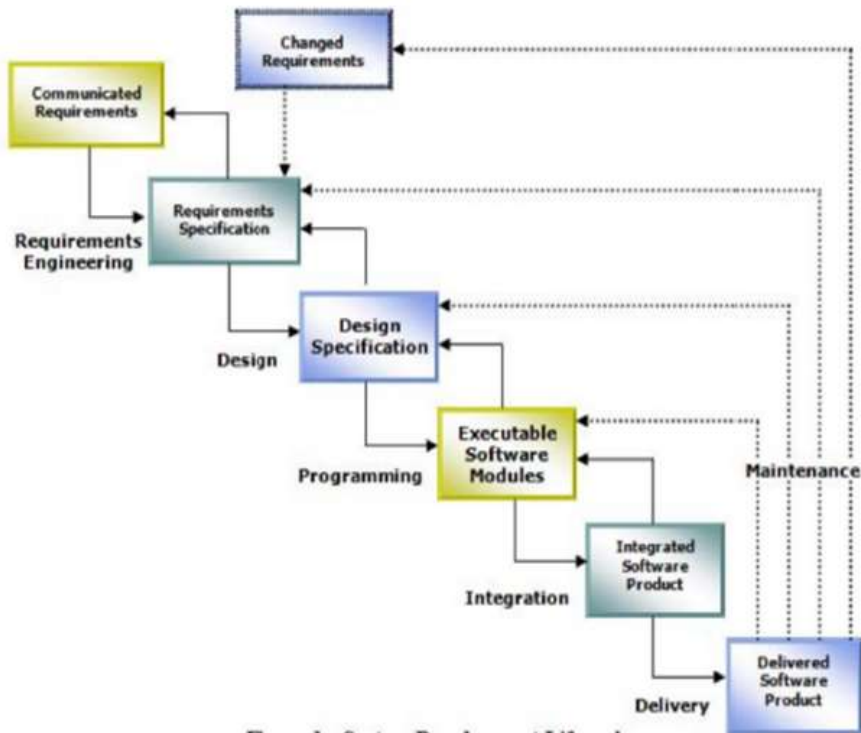 Changed
Requirements
Communicated
Requirements
Requirements
Specification
Requirements
Engineering
Design
Specification
Design
Executable
Software
Modules
Programming
Maintenance
Integrated
Software
Product
Integration
Delivered
Software
Product
Delivery